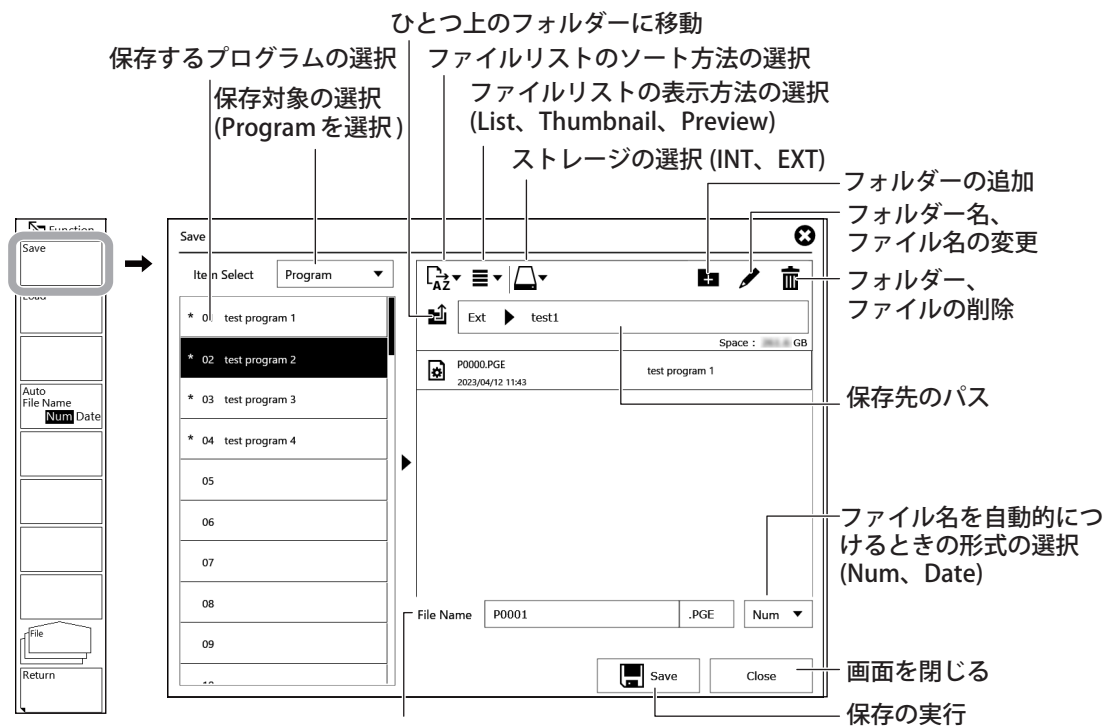 ひとつ上のフォルダーに移動
保存するプログラムの選択
ファイルリストのソート方法の選択
保存対象の選択
(Program を選択 )
ファイルリストの表示方法の選択
(List、Thumbnail、Preview)
ストレージの選択 (INT、EXT)
フォルダーの追加
フォルダー名、
ファイル名の変更
フォルダー、
ファイルの削除
Function
Save
Auto
File Name
Num Date
File
Return
Save
Item Select Program
* 0 test program 1
* 02 test program 2
* 03 test program 3
* 04 test program 4
05
06
07
08
09
AZ
Ext test1
Space : GB
P0000.PGE test program 1
2023/04/12 11:43
保存先のパス
ファイル名を自動的につ
けるときの形式の選択
(Num、Date)
File Name P0001 .PGE Num
Save Close
画面を閉じる
保存の実行